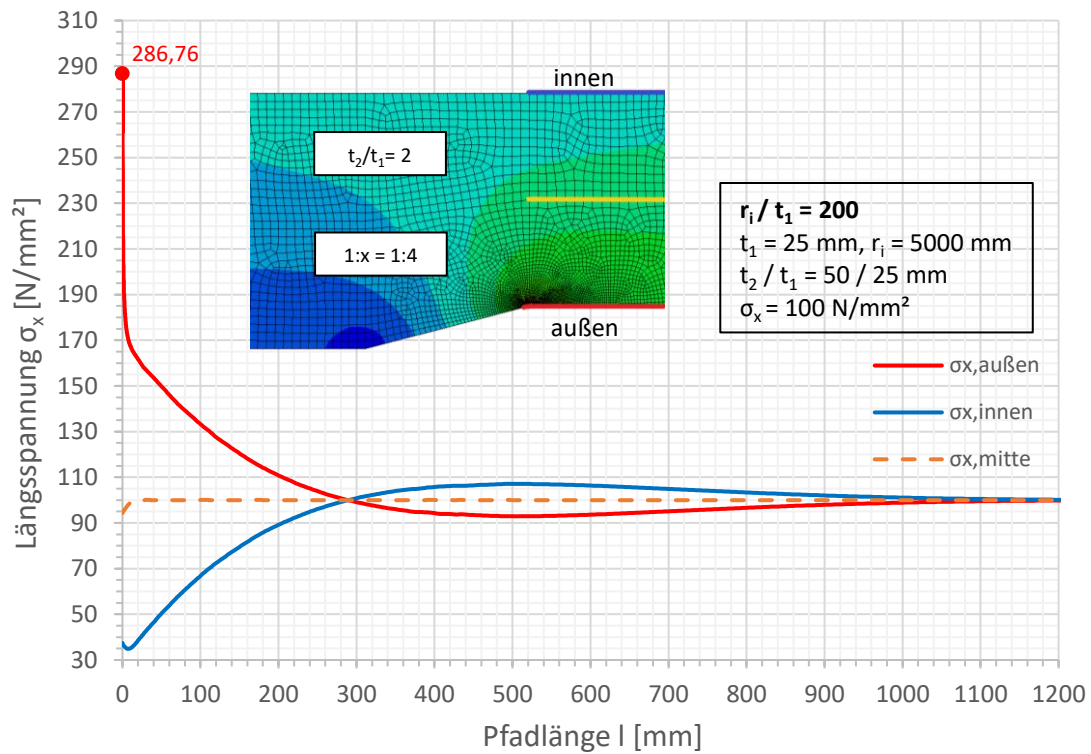 Längsspannung σx [N/mm²]
310
290
270
250
230
210
190
170
150
130
110
90
70
50
30
286,76
innen
t2/t1= 2
1:x = 1:4
außen
ri / t1 = 200
t1 = 25 mm, ri = 5000 mm
t2 / t1 = 50 / 25 mm
σx = 100 N/mm²
σx,außen
σx,innen
σx,mitte
0 100 200 300 400 500 600 700 800 900 1000 1100 1200
Pfadlänge l [mm]